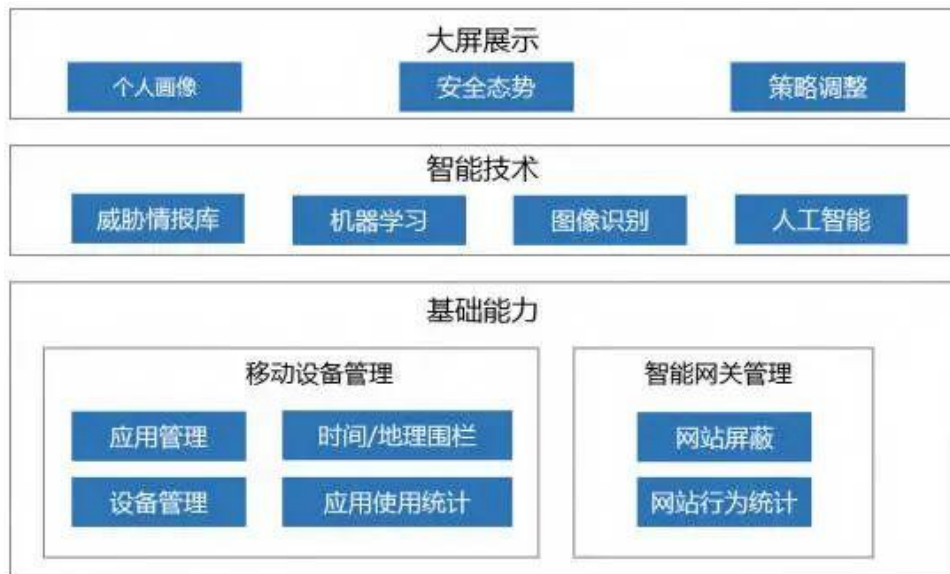 大屏展示
个人画像
安全态势
策略调整
智能技术
威胁情报库
机器学习
图像识别
人工智能
基础能力
移动设备管理
应用管理
时间/地理围栏
设备管理
应用使用统计
智能网关管理
网站屏蔽
网站行为统计